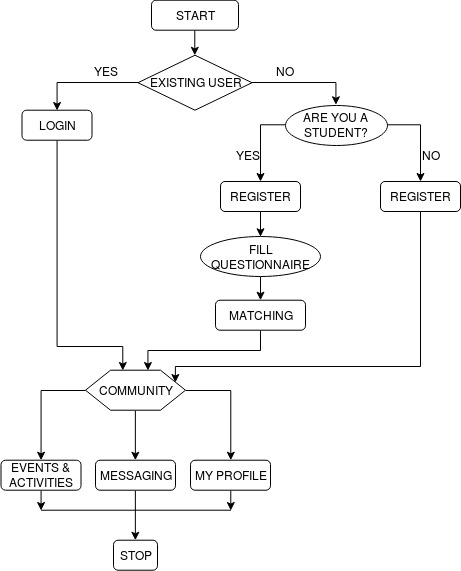 START
YES
NO
EXISTING USER
ARE YOU A
STUDENT?
LOGIN
YES
NO
REGISTER
REGISTER
FILL
QUESTIONNAIRE
MATCHING
COMMUNITY
EVENTS &
ACTIVITIES
MESSAGING
MY PROFILE
STOP